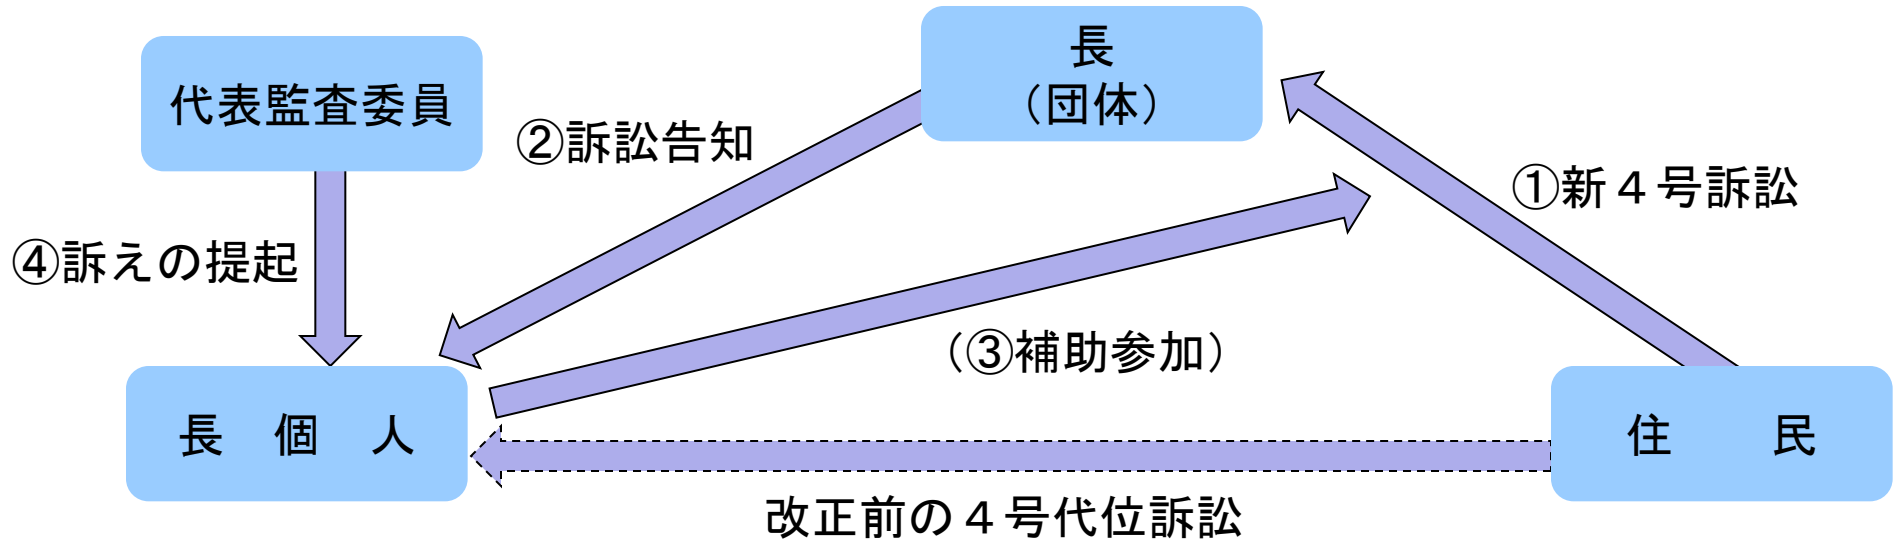 長
（団体）
代表監査委員
②訴訟告知
①新４号訴訟
④訴えの提起
（③補助参加）
長　個　人
住　　民
改正前の４号代位訴訟